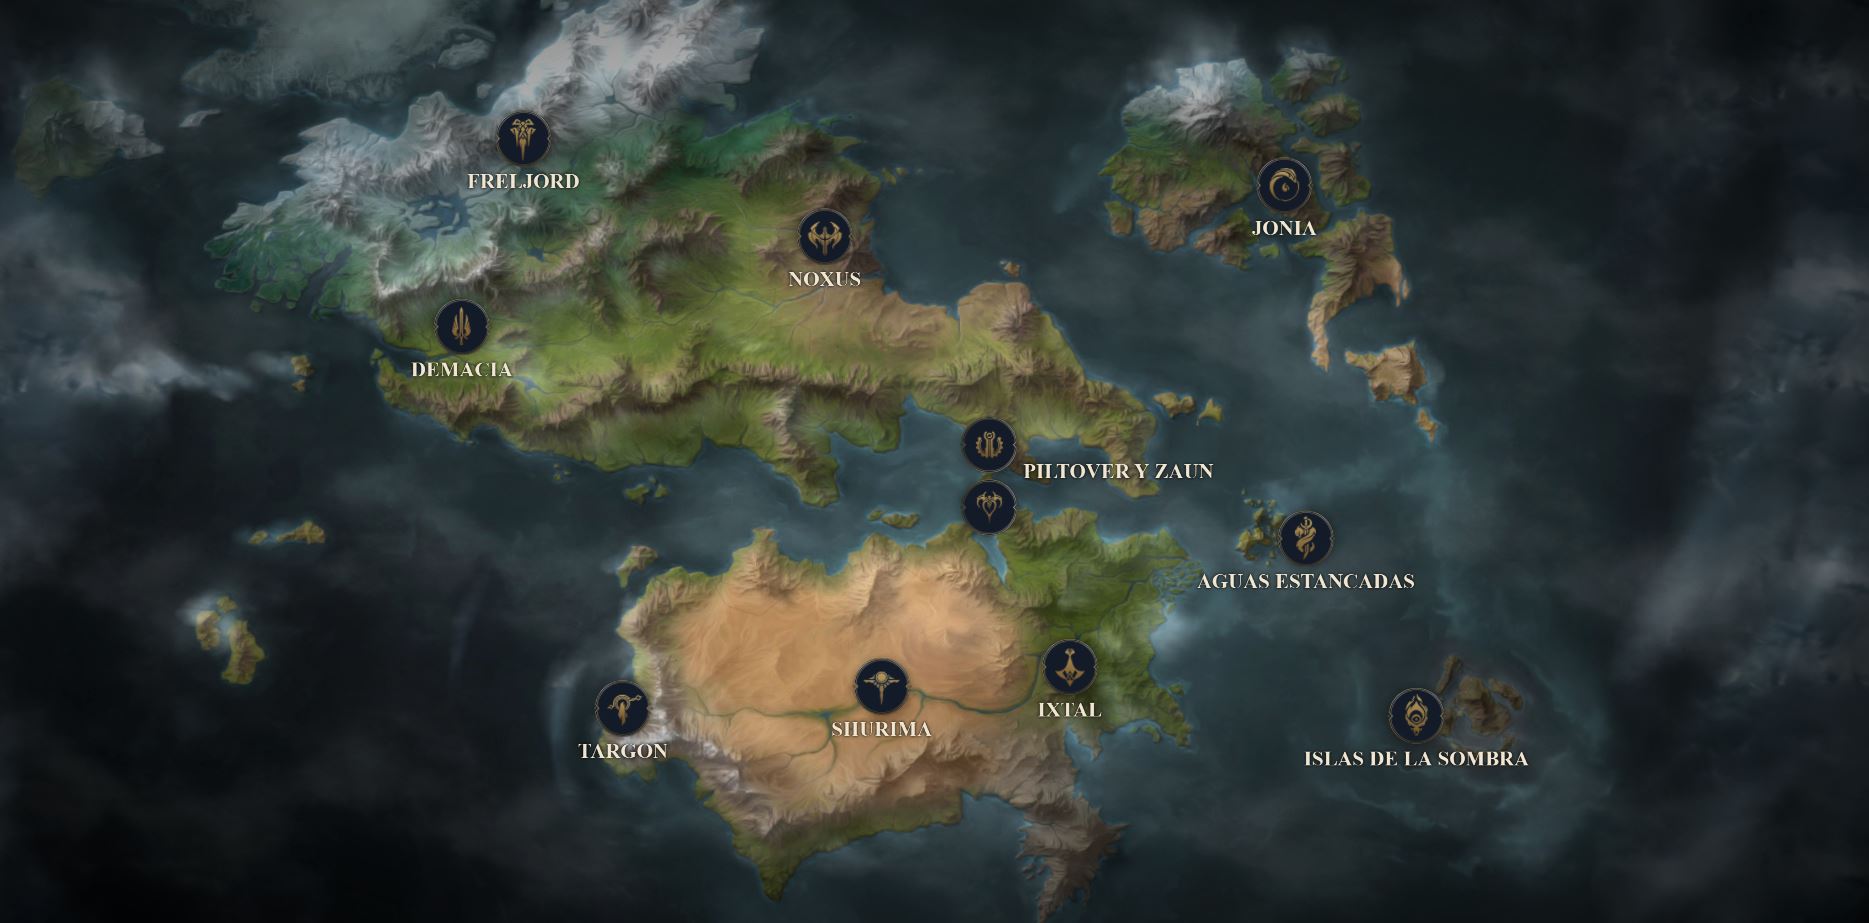 FRELJORD
JONIA
NOXUS
DEMACIA
PILTOVER Y ZAUN
AGUAS ESTANCADAS
IXTAL
SHURIMA
TARGON
ISLAS DE LA SOMBRA